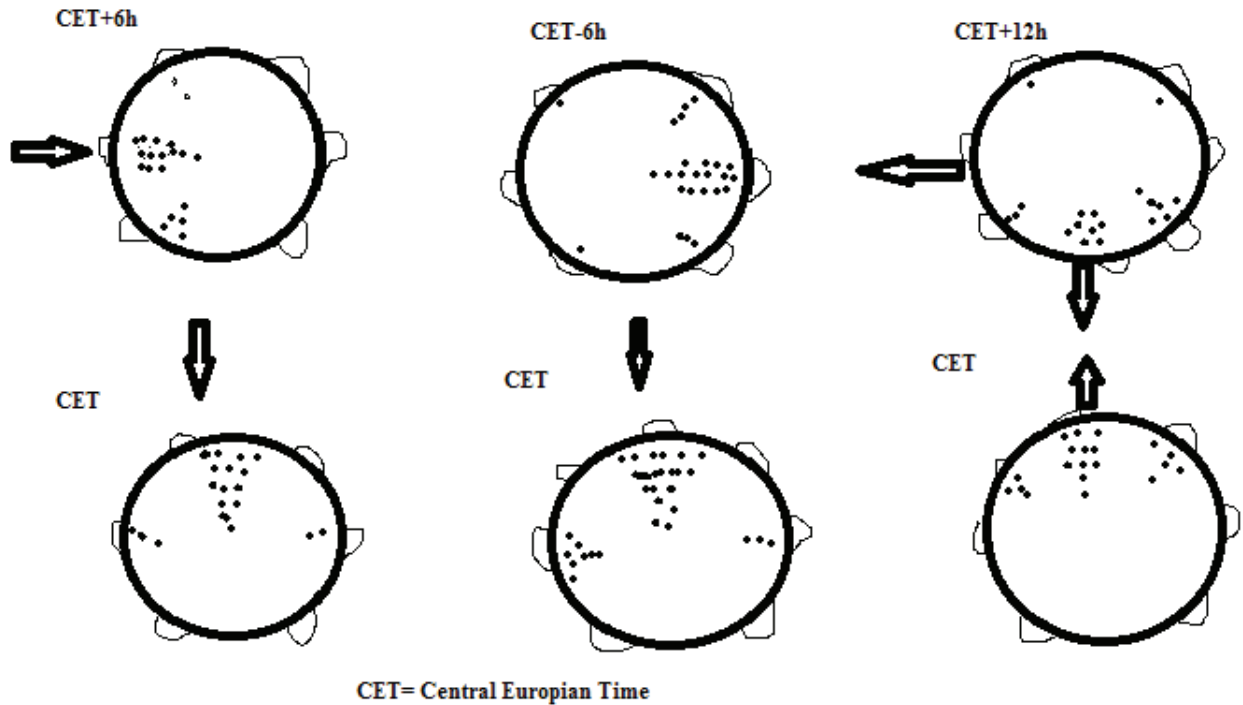 CET+6h
CET-6h
CET+12h
CET
CET
CET
CET= Central Europian Time